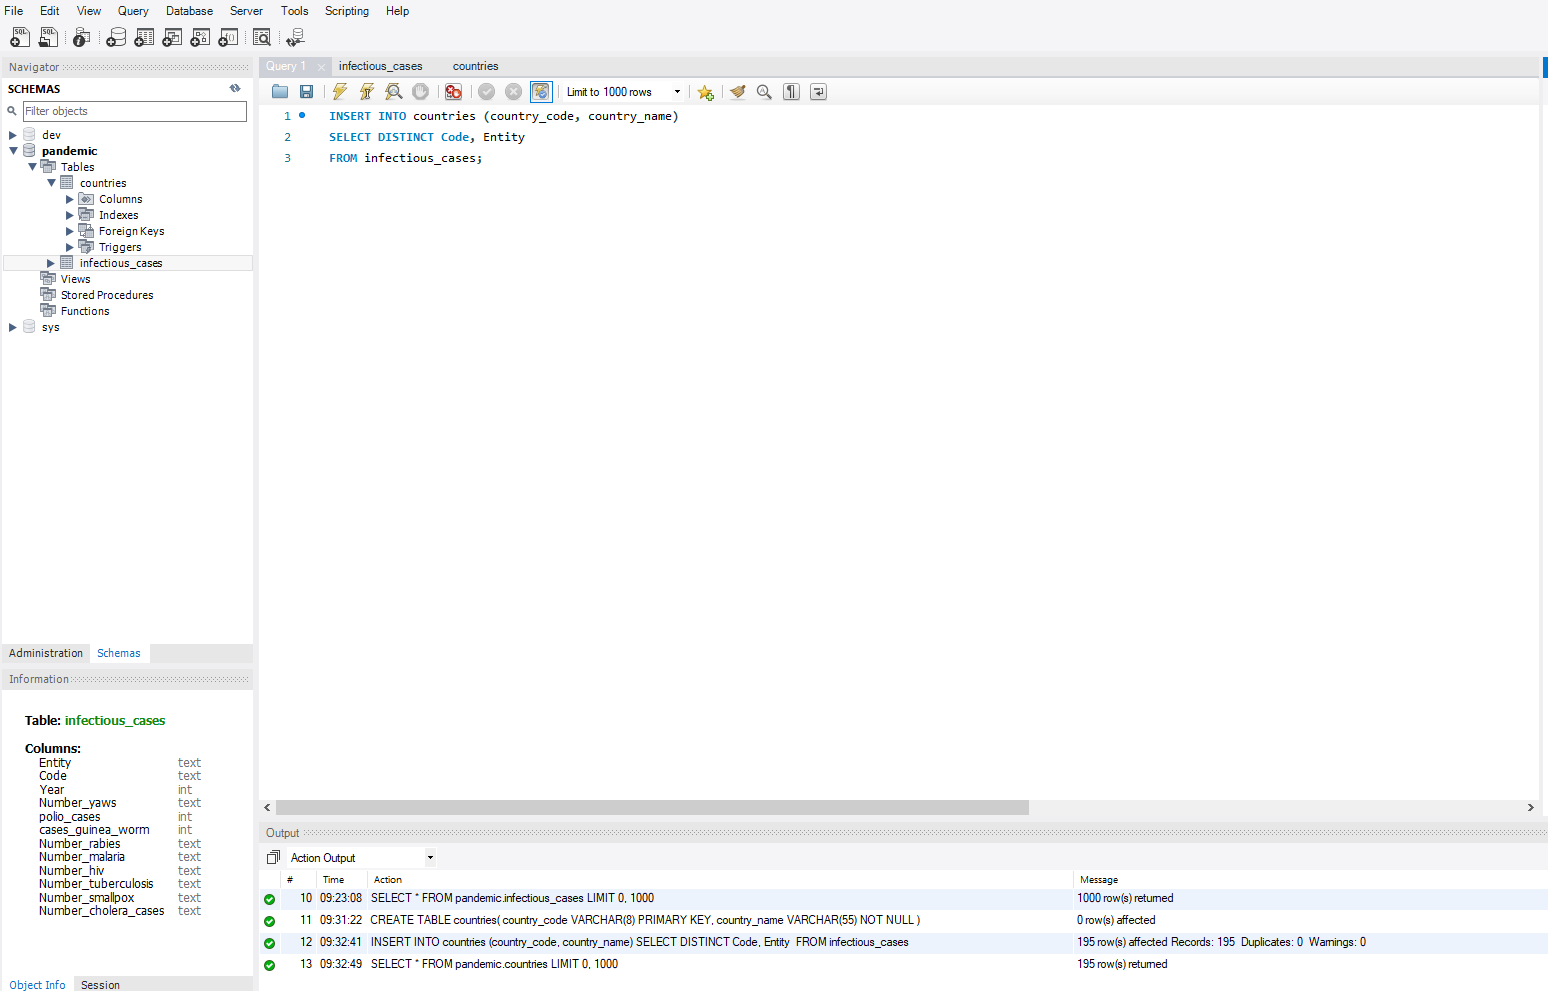 File Edit View Query Database Server Tools Scripting Help
Navigator
SCHEMAS
Filter objects
dev
pandemic
Tables
countries
Columns
Indexes
Foreign Keys
Triggers
infectious_cases
Views
Stored Procedures
Functions
sys
Administration Schemas
Information
Table: infectious_cases
Columns:
Entity text
Code text
Year int
Number_yaws text
polio_cases int
cases_guinea_worm int
Number_rabies text
Number_malaria text
Number_hiv text
Number_tuberculosis text
Number_smallpox text
Number_cholera_cases text
Object Info Session
Query 1 infectious_cases countries
Limit to 1000 rows
1 INSERT INTO countries (country_code, country_name)
2 SELECT DISTINCT Code, Entity
3 FROM infectious_cases;
Output
Action Output
# Time Action Message
10 09:23:08 SELECT * FROM pandemic.infectious_cases LIMIT 0, 1000 1000 row(s) returned
11 09:31:22 CREATE TABLE countries( country_code VARCHAR(8) PRIMARY KEY, country_name VARCHAR(55) NOT NULL ) 0 row(s) affected
12 09:32:41 INSERT INTO countries (country_code, country_name) SELECT DISTINCT Code, Entity FROM infectious_cases 195 row(s) affected Records: 195 Duplicates: 0 Warnings: 0
13 09:32:49 SELECT * FROM pandemic.countries LIMIT 0, 1000 195 row(s) returned